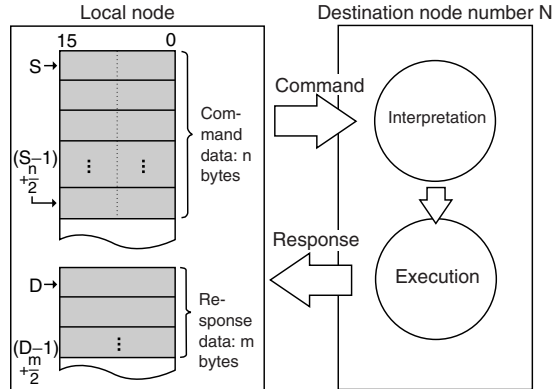 Local node
Destination node number N
15 0
S
Com-
mand
data: n
bytes
(S–1)
+n/2
Command
Interpretation
Response
Execution
D
Re-
sponse
data: m
bytes
(D–1)
+m/2